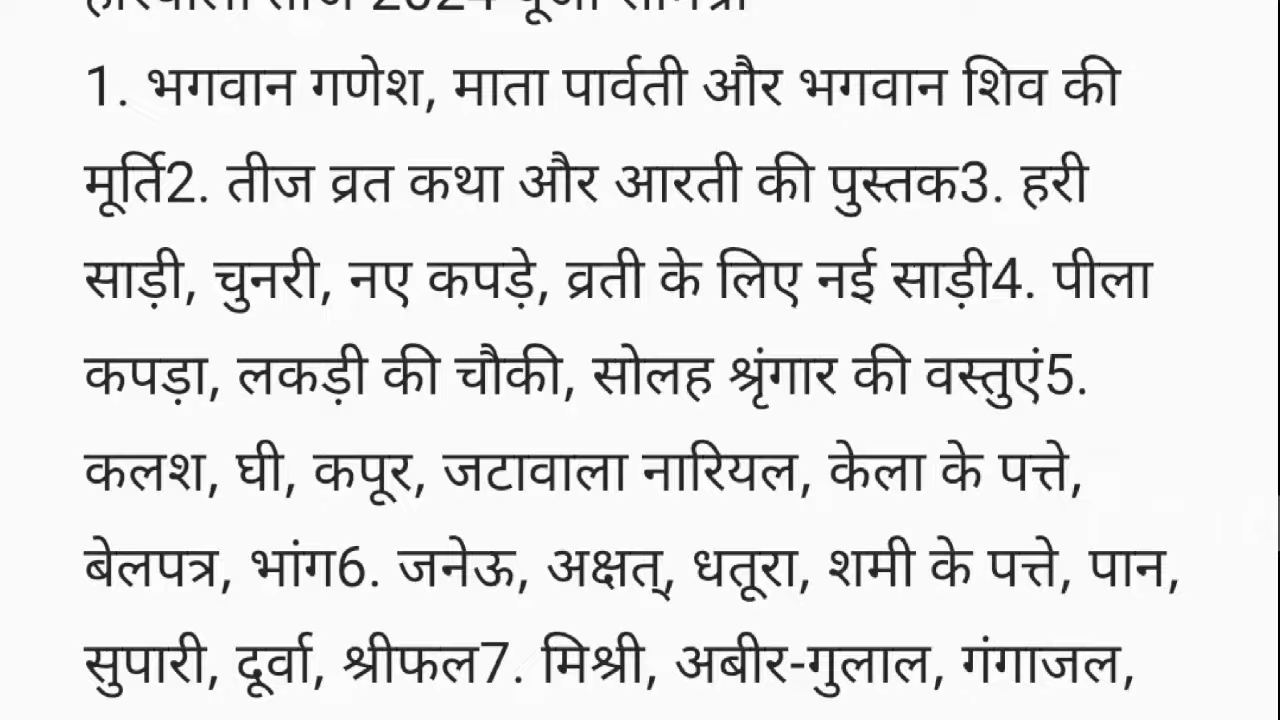 2024
1. भगवान गणेश, माता पार्वती और भगवान शिव की
मूर्ति2. तीज व्रत कथा और आरती की पुस्तक3. हरी
साड़ी, चुनरी, नए कपड़े, व्रती के लिए नई साड़ी4. पीला
कपड़ा, लकड़ी की चौकी, सोलह श्रृंगार की वस्तुएं5.
कलश, घी, कपूर, जटावाला नारियल, केला के पत्ते,
बेलपत्र, भांग6. जनेऊ, अक्षत्, धतूरा, शमी के पत्ते, पान,
सुपारी, दूर्वा, श्रीफल7. मिश्री, अबीर-गुलाल, गंगाजल,